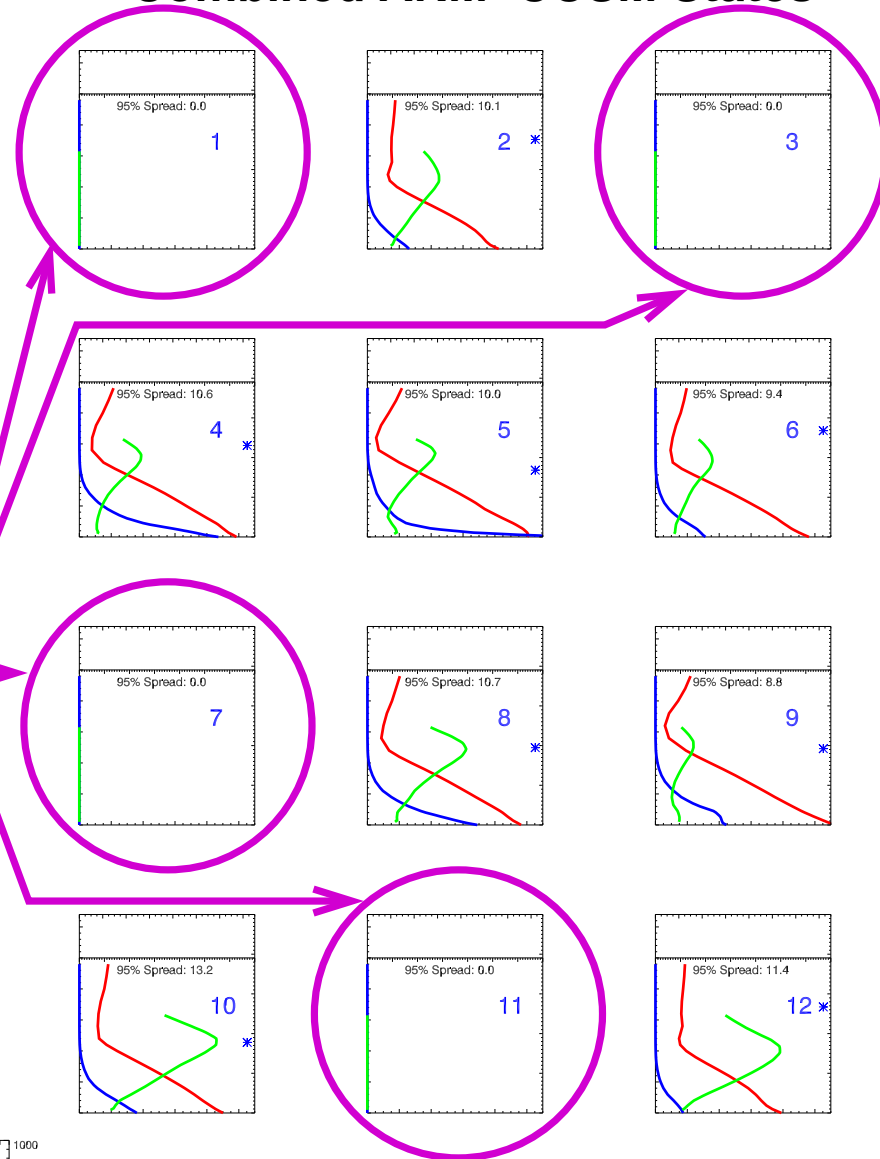 95% Spread: 0.0
1
95% Spread: 10.1
2
95% Spread: 0.0
3
95% Spread: 10.6
4
95% Spread: 10.0
5
95% Spread: 9.4
6
95% Spread: 0.0
7
95% Spread: 10.7
8
95% Spread: 8.8
9
95% Spread: 13.2
10
95% Spread: 0.0
11
95% Spread: 11.4
12
1000